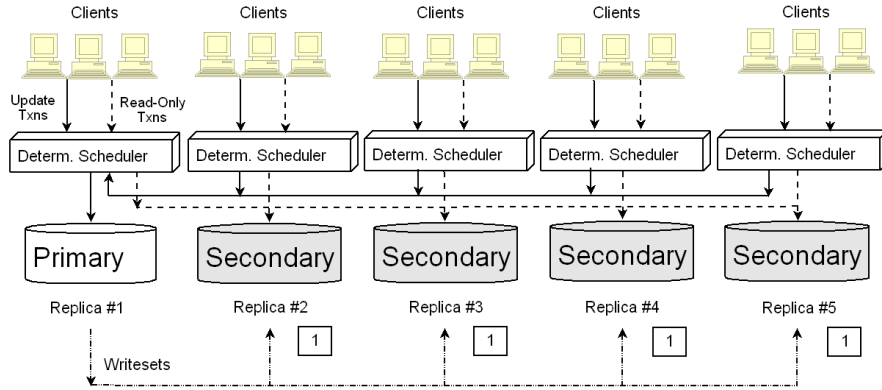 Clients Clients Clients Clients Clients
Update Txns
Read-Only Txns
Determ. Scheduler Determ. Scheduler Determ. Scheduler Determ. Scheduler Determ. Scheduler
Primary Secondary Secondary Secondary Secondary
Replica #1 Replica #2 Replica #3 Replica #4 Replica #5
1 1 1 1
Writesets